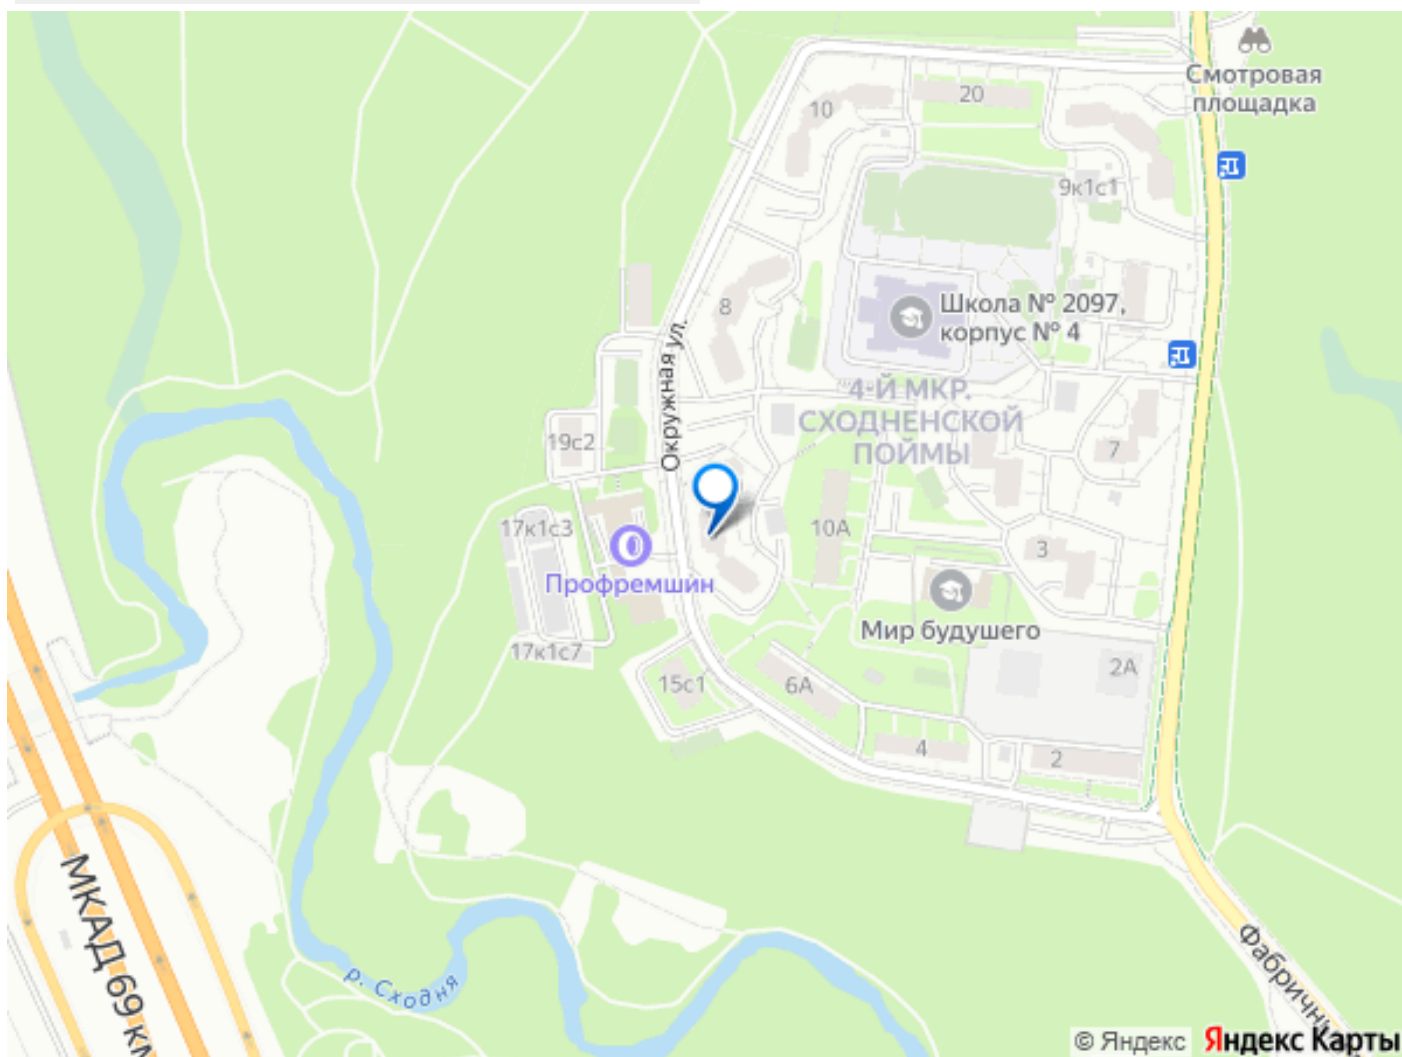 Смотровая
площадка
20
10
9к1с1
Школа № 2097,
корпус № 4
8
Окружная ул.
4-Й МКР.
СХОДНЕНСКОЙ
ПОЙМЫ
19с2
7
17к1с3
10А
3
Профремшин
Мир будушего
17к1с7
15с1
6А
2А
4
2
МКАД 69 км
р. Сходня
Фабричн
© Яндекс Яндекс Карты